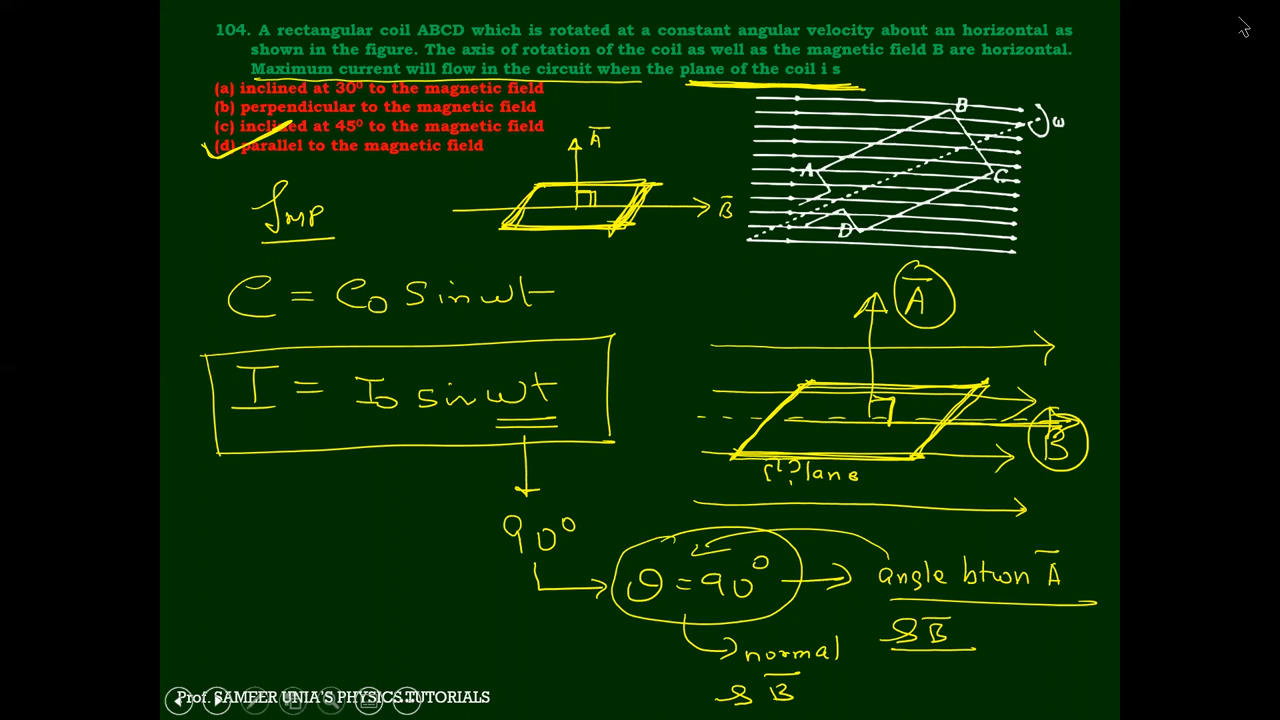 104. A rectangular coil ABCD which is rotated at a constant angular velocity about an horizontal as
shown in the figure. The axis of rotation of the coil as well as the magnetic field B are horizontal.
Maximum current will flow in the circuit when the plane of the coil i s
(a) inclined at 30⁰ to the magnetic field
(b) perpendicular to the magnetic field
(c) inclined at 45⁰ to the magnetic field
(d) parallel to the magnetic field
A̅
B̅
B
ω
A
C
D
Imp
e = e₀ sin ωt
I = I₀ sin ωt
A̅
B̅
plane
90⁰
θ = 90⁰
angle btwn A̅
& B̅
normal
& B̅
Prof. SAMEER UNIA'S PHYSICS TUTORIALS